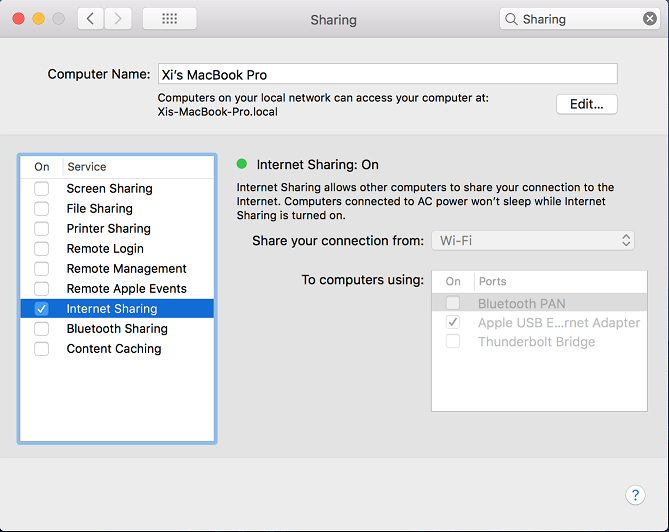 Sharing
Sharing
Computer Name: Xi's MacBook Pro
Computers on your local network can access your computer at:
Xis-MacBook-Pro.local
Edit...
On Service
Screen Sharing
File Sharing
Printer Sharing
Remote Login
Remote Management
Remote Apple Events
Internet Sharing
Bluetooth Sharing
Content Caching
Internet Sharing: On
Internet Sharing allows other computers to share your connection to the
Internet. Computers connected to AC power won't sleep while Internet
Sharing is turned on.
Share your connection from: Wi-Fi
To computers using:
On Ports
Bluetooth PAN
Apple USB E...rnet Adapter
Thunderbolt Bridge
?